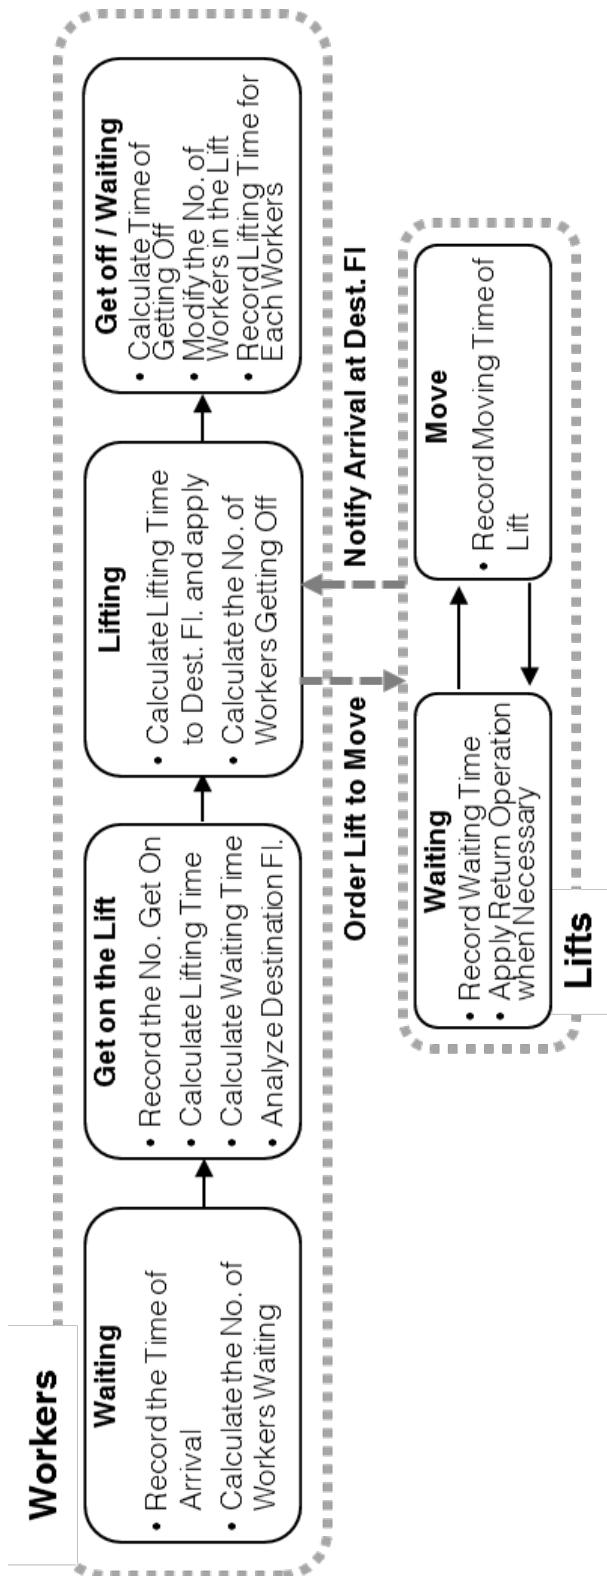 Workers
Waiting
• Record the Time of
Arrival
• Calculate the No. of
Workers Waiting
Get on the Lift
• Record the No. Get On
• Calculate Lifting Time
• Calculate Waiting Time
• Analyze Destination Fl.
Lifting
• Calculate Lifting Time
to Dest. Fl. and apply
• Calculate the No. of
Workers Getting Off
Get off / Waiting
• Calculate Time of
Getting Off
• Modify the No. of
Workers in the Lift
• Record Lifting Time for
Each Workers
Order Lift to Move
Notify Arrival at Dest. Fl
Waiting
• Record Waiting Time
• Apply Return Operation
when Necessary
Move
• Record Moving Time of
Lift
Lifts